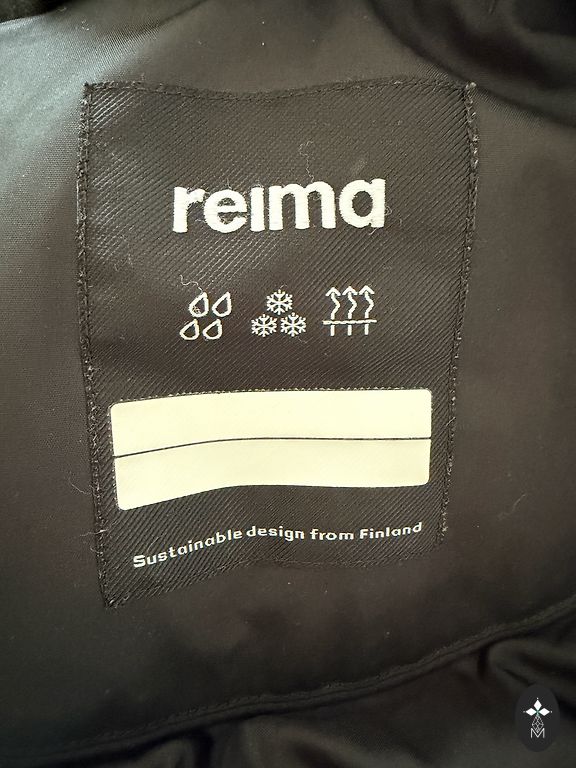 reima
Sustainable design from Finland
M